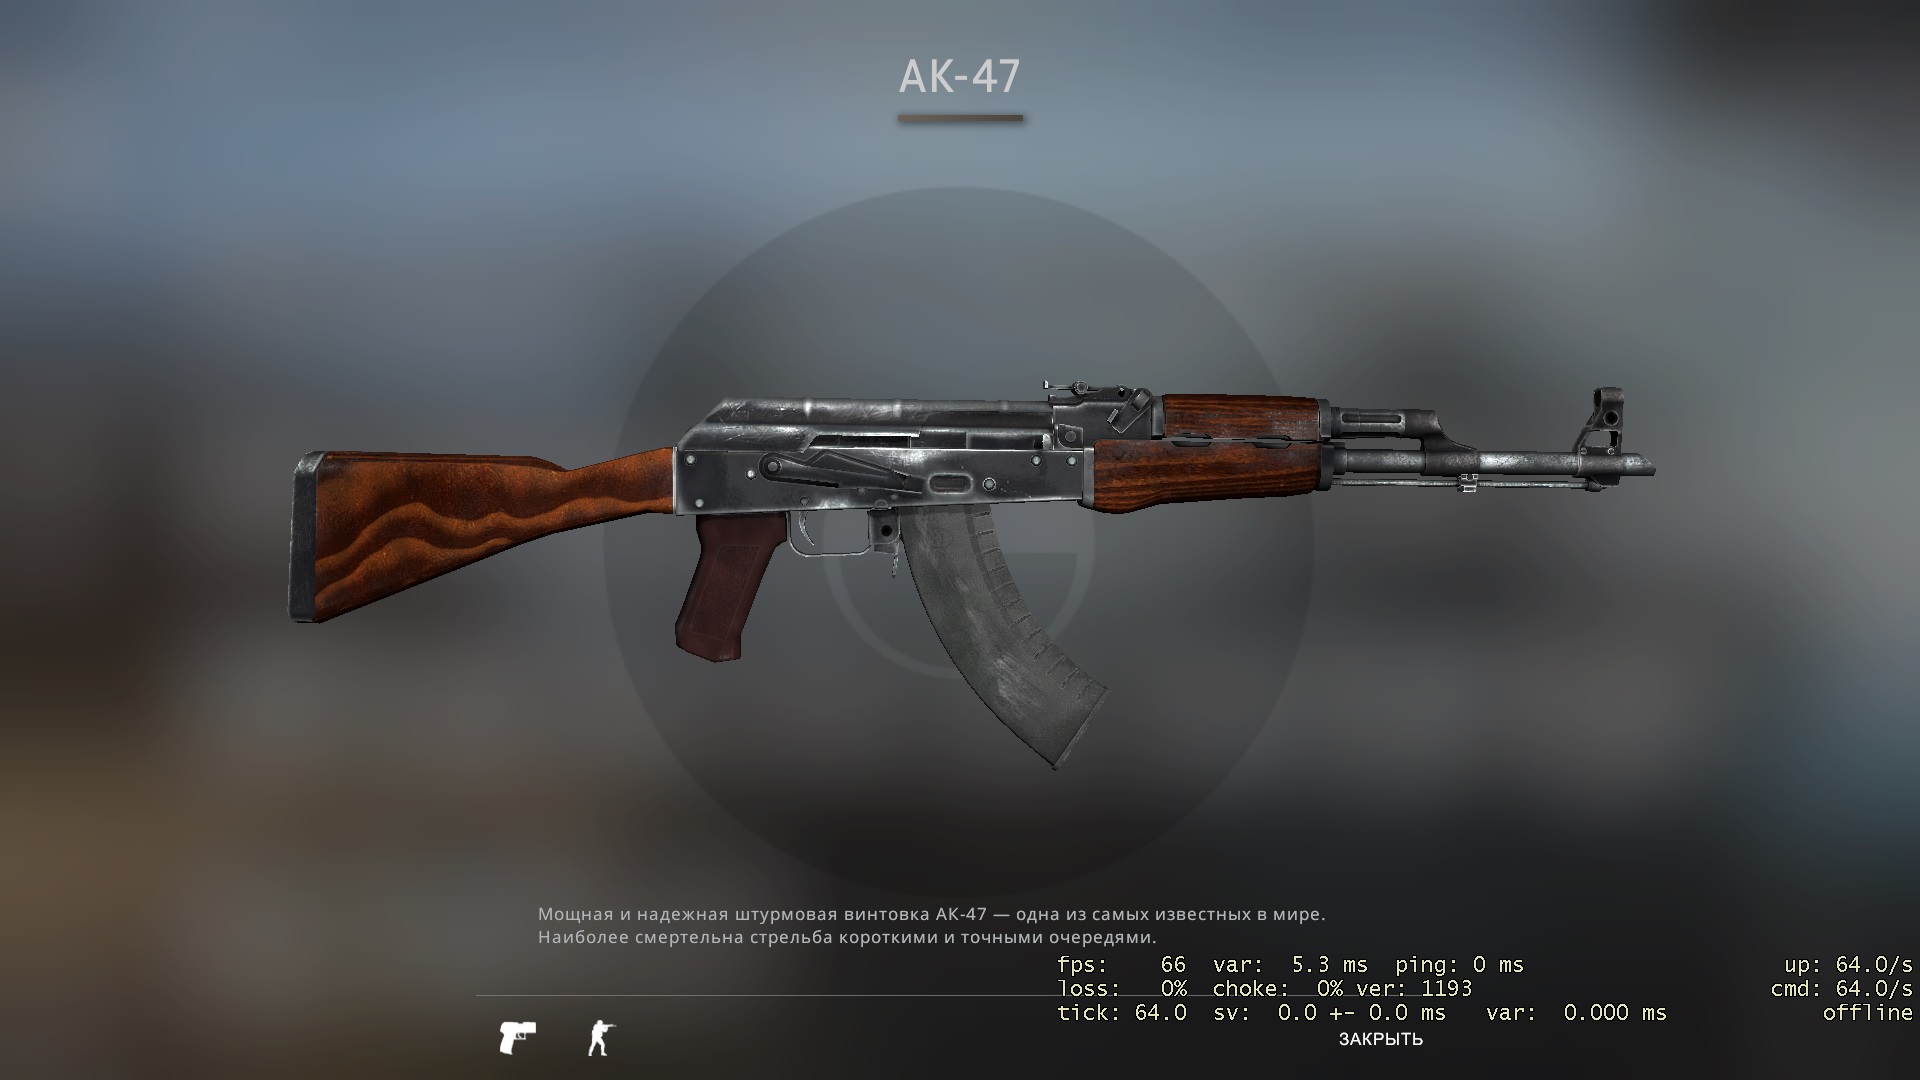 АК-47
Мощная и надежная штурмовая винтовка АК-47 — одна из самых известных в мире.
Наиболее смертельна стрельба короткими и точными очередями.
fps: 66 var: 5.3 ms ping: 0 ms up: 64.0/s
loss: 0% choke: 0% ver: 1193 cmd: 64.0/s
tick: 64.0 sv: 0.0 +- 0.0 ms var: 0.000 ms offline
ЗАКРЫТЬ